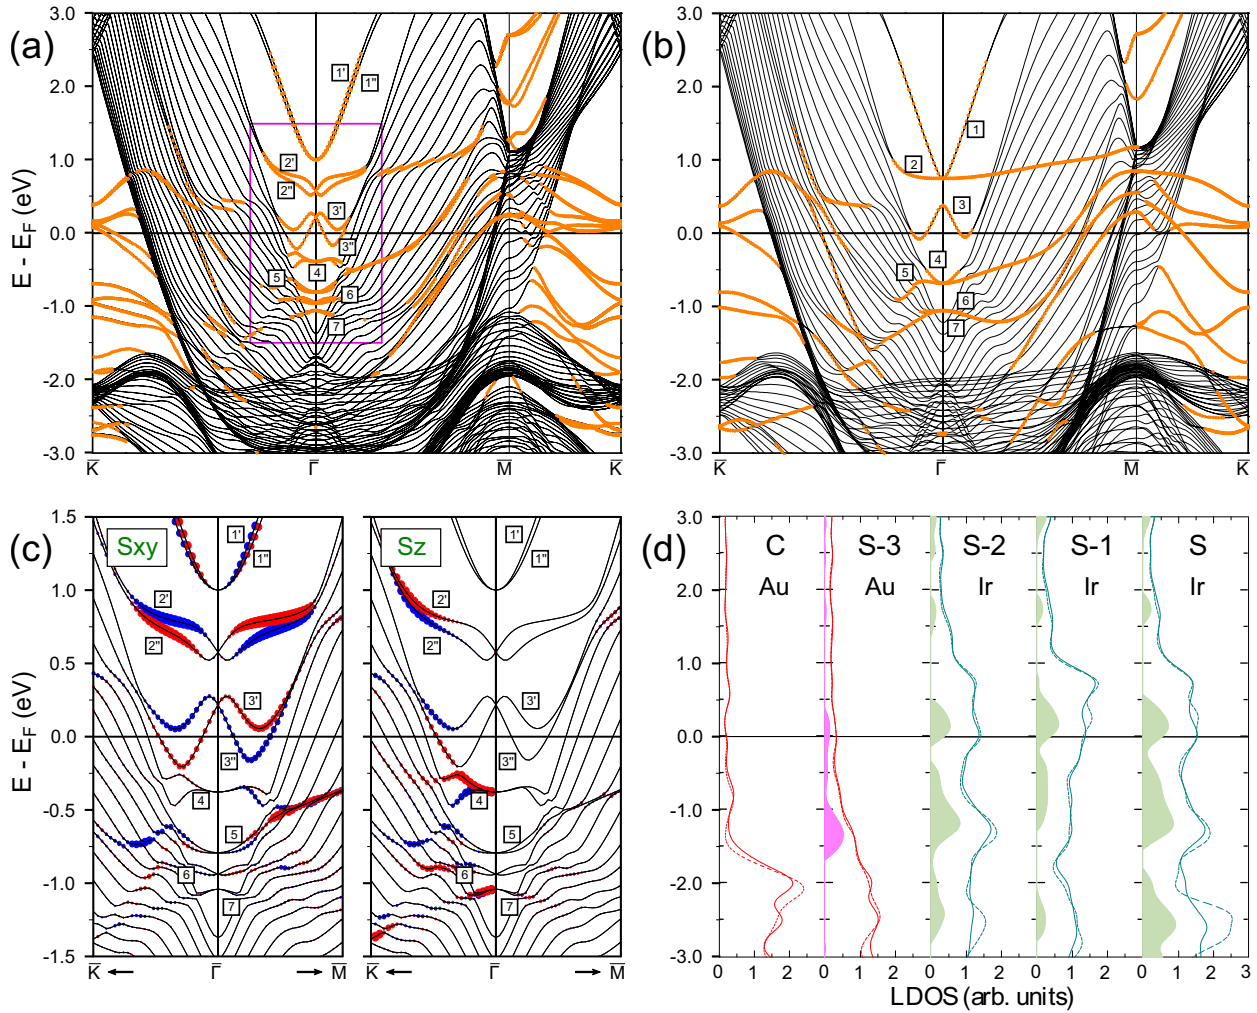 (a)
3.0
2.0
1.0
0.0
-1.0
-2.0
-3.0
E - E_F (eV)
K̄
Γ̄
M̄
K̄
1'
1''
2'
2''
3'
3''
4
5
6
7
(b)
3.0
2.0
1.0
0.0
-1.0
-2.0
-3.0
K̄
Γ̄
M̄
K̄
1
2
3
4
5
6
7
(c)
1.5
1.0
0.5
0.0
-0.5
-1.0
-1.5
E - E_F (eV)
Sxy
1'
1''
2'
2''
3'
3''
4
5
6
7
K̄ ←
Γ̄
→ M̄
Sz
1'
1''
2'
2''
3'
3''
4
5
6
7
K̄ ←
Γ̄
→ M̄
(d)
3.0
2.0
1.0
0.0
-1.0
-2.0
-3.0
C S-3 S-2 S-1 S
Au Au Ir Ir Ir
0 1 2 0 1 2 0 1 2 0 1 2 0 1 2 3
LDOS (arb. units)